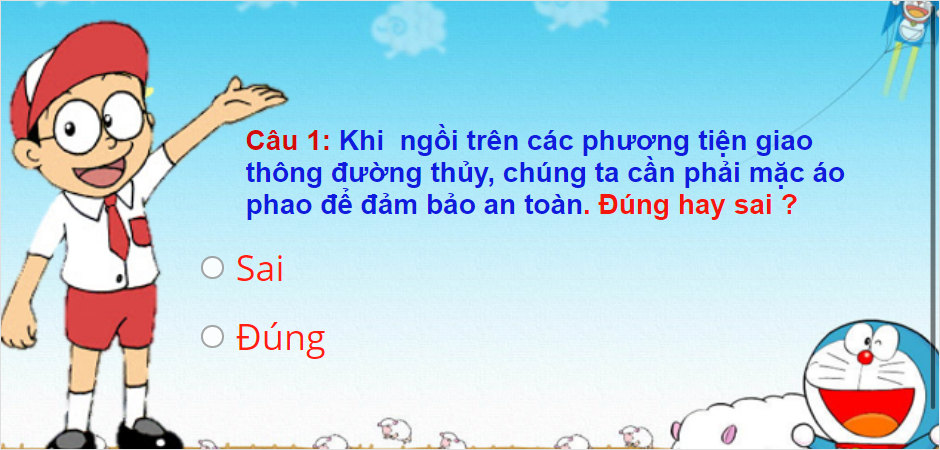 Câu 1: Khi ngồi trên các phương tiện giao
thông đường thủy, chúng ta cần phải mặc áo
phao để đảm bảo an toàn. Đúng hay sai ?
Sai
Đúng